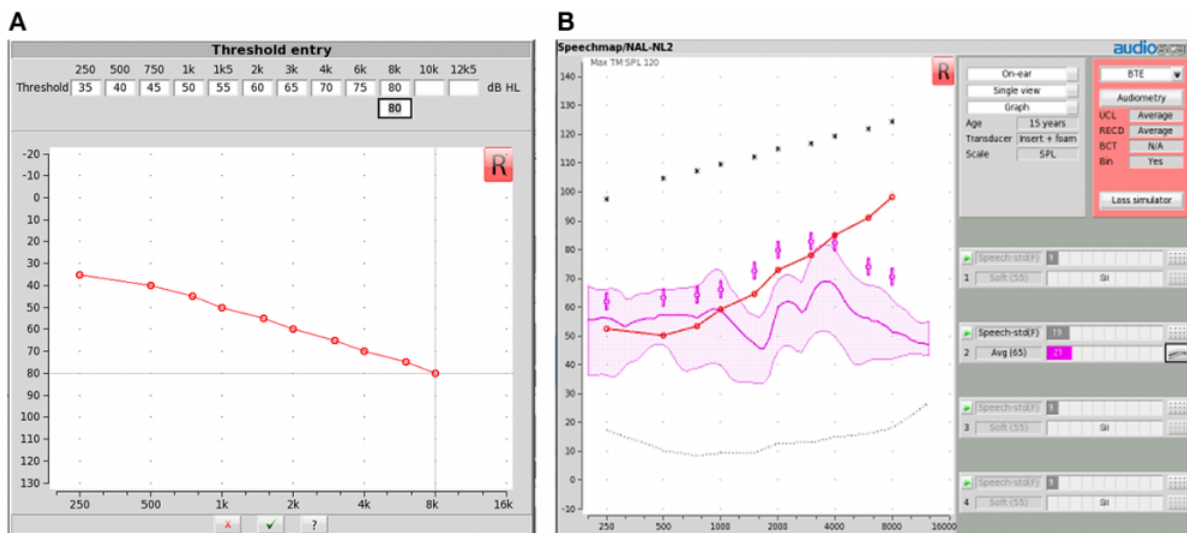 A
Threshold entry
250 500 750 1k 1k5 2k 3k 4k 6k 8k 10k 12k5
Threshold 35 40 45 50 55 60 65 70 75 80 dB HL
80
R
-20
-10
0
10
20
30
40
50
60
70
80
90
100
110
120
130
250 500 1k 2k 4k 8k 16k
x ✓ ?
B
Speechmap/NAL-NL2 audioscan
Max TM SPL 120
R
140
130
120
110
100
90
80
70
60
50
40
30
20
10
0
-10
250 500 1000 2000 4000 8000 16000
On-ear
Single view
Graph
Age 15 years
Transducer Insert + foam
Scale SPL
BTE
Audiometry
UCL Average
RECD Average
BCT N/A
Bin Yes
Loss simulator
Speech-std(F) 9
1 Soft (55) SII
Speech-std(F) 19
2 Avg (65) 21
Speech-std(F) 9
3 Soft (55) SII
Speech-std(F) 9
4 Soft (55) SII